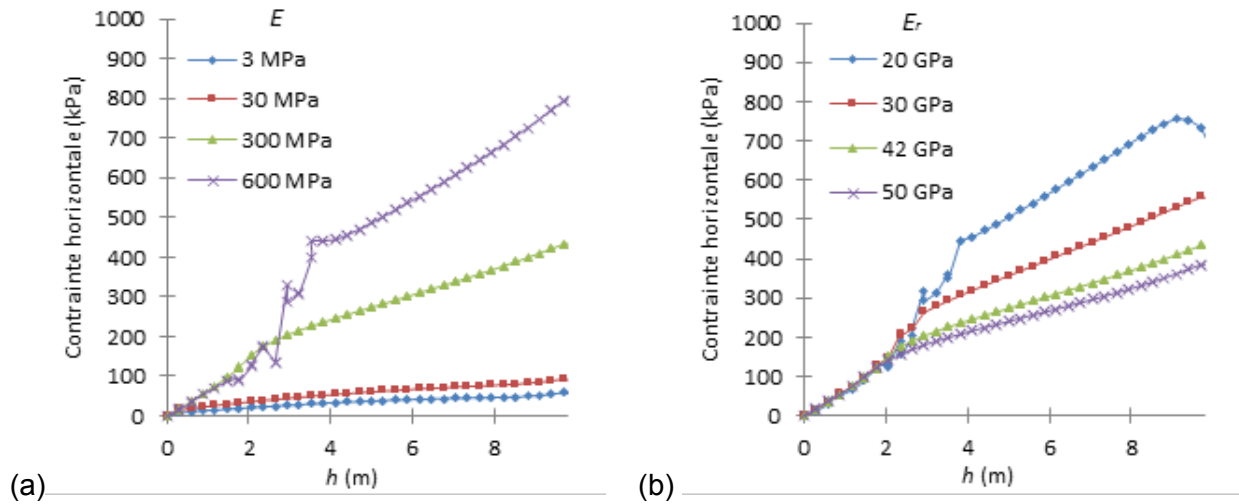 E
3 MPa
30 MPa
300 MPa
600 MPa
Contrainte horizontale (kPa)
1000
900
800
700
600
500
400
300
200
100
0
0 2 4 6 8
h (m)
(a)
Er
20 GPa
30 GPa
42 GPa
50 GPa
Contrainte horizontale (kPa)
1000
900
800
700
600
500
400
300
200
100
0
0 2 4 6 8
h (m)
(b)